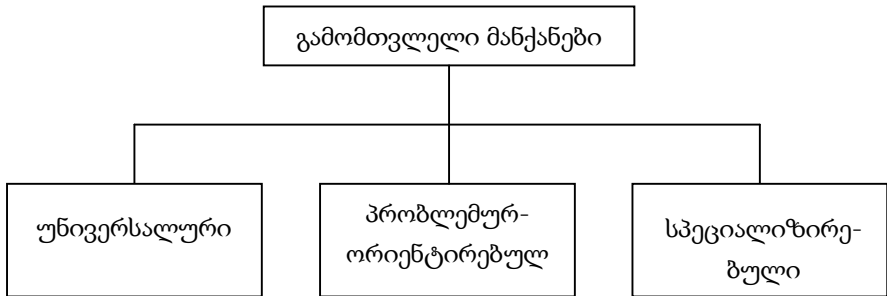 გამომთვლელი მანქანები
უნივერსალური
პრობლემურ-
ორიენტირებულ
სპეციალიზირე-
ბული